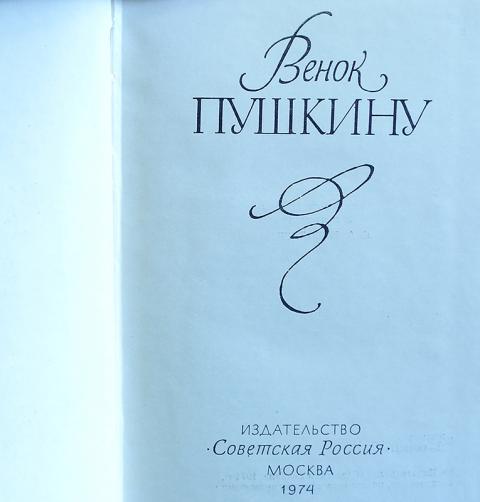 Венок
ПУШКИНУ
ИЗДАТЕЛЬСТВО
·Советская Россия·
МОСКВА
1974